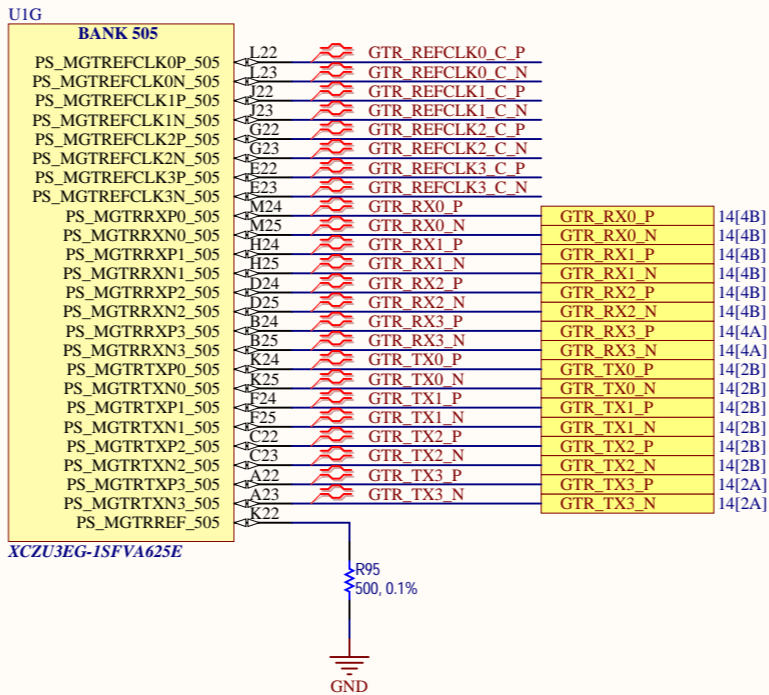 U1G
BANK 505
PS_MGTREFCLK0P_505 L22 GTR_REFCLK0_C_P
PS_MGTREFCLK0N_505 L23 GTR_REFCLK0_C_N
PS_MGTREFCLK1P_505 J22 GTR_REFCLK1_C_P
PS_MGTREFCLK1N_505 J23 GTR_REFCLK1_C_N
PS_MGTREFCLK2P_505 G22 GTR_REFCLK2_C_P
PS_MGTREFCLK2N_505 G23 GTR_REFCLK2_C_N
PS_MGTREFCLK3P_505 E22 GTR_REFCLK3_C_P
PS_MGTREFCLK3N_505 E23 GTR_REFCLK3_C_N
PS_MGTRRXP0_505 M24 GTR_RX0_P GTR_RX0_P 14[4B]
PS_MGTRRXN0_505 M25 GTR_RX0_N GTR_RX0_N 14[4B]
PS_MGTRRXP1_505 H24 GTR_RX1_P GTR_RX1_P 14[4B]
PS_MGTRRXN1_505 H25 GTR_RX1_N GTR_RX1_N 14[4B]
PS_MGTRRXP2_505 D24 GTR_RX2_P GTR_RX2_P 14[4B]
PS_MGTRRXN2_505 D25 GTR_RX2_N GTR_RX2_N 14[4B]
PS_MGTRRXP3_505 B24 GTR_RX3_P GTR_RX3_P 14[4A]
PS_MGTRRXN3_505 B25 GTR_RX3_N GTR_RX3_N 14[4A]
PS_MGTRTXP0_505 K24 GTR_TX0_P GTR_TX0_P 14[2B]
PS_MGTRTXN0_505 K25 GTR_TX0_N GTR_TX0_N 14[2B]
PS_MGTRTXP1_505 F24 GTR_TX1_P GTR_TX1_P 14[2B]
PS_MGTRTXN1_505 F25 GTR_TX1_N GTR_TX1_N 14[2B]
PS_MGTRTXP2_505 C22 GTR_TX2_P GTR_TX2_P 14[2B]
PS_MGTRTXN2_505 C23 GTR_TX2_N GTR_TX2_N 14[2B]
PS_MGTRTXP3_505 A22 GTR_TX3_P GTR_TX3_P 14[2A]
PS_MGTRTXN3_505 A23 GTR_TX3_N GTR_TX3_N 14[2A]
PS_MGTRREF_505 K22
XCZU3EG-1SFVA625E
R95
500, 0.1%
GND